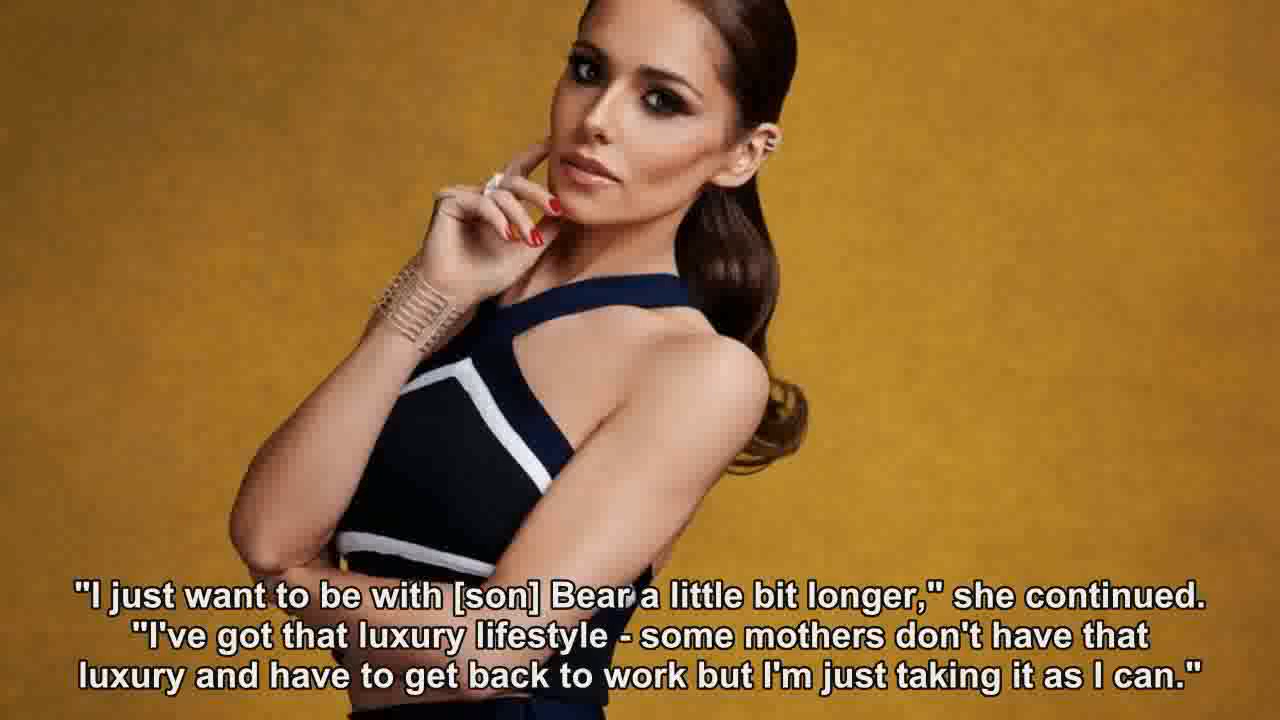 "I just want to be with [son] Bear a little bit longer," she continued.
"I've got that luxury lifestyle - some mothers don't have that
luxury and have to get back to work but I'm just taking it as I can."